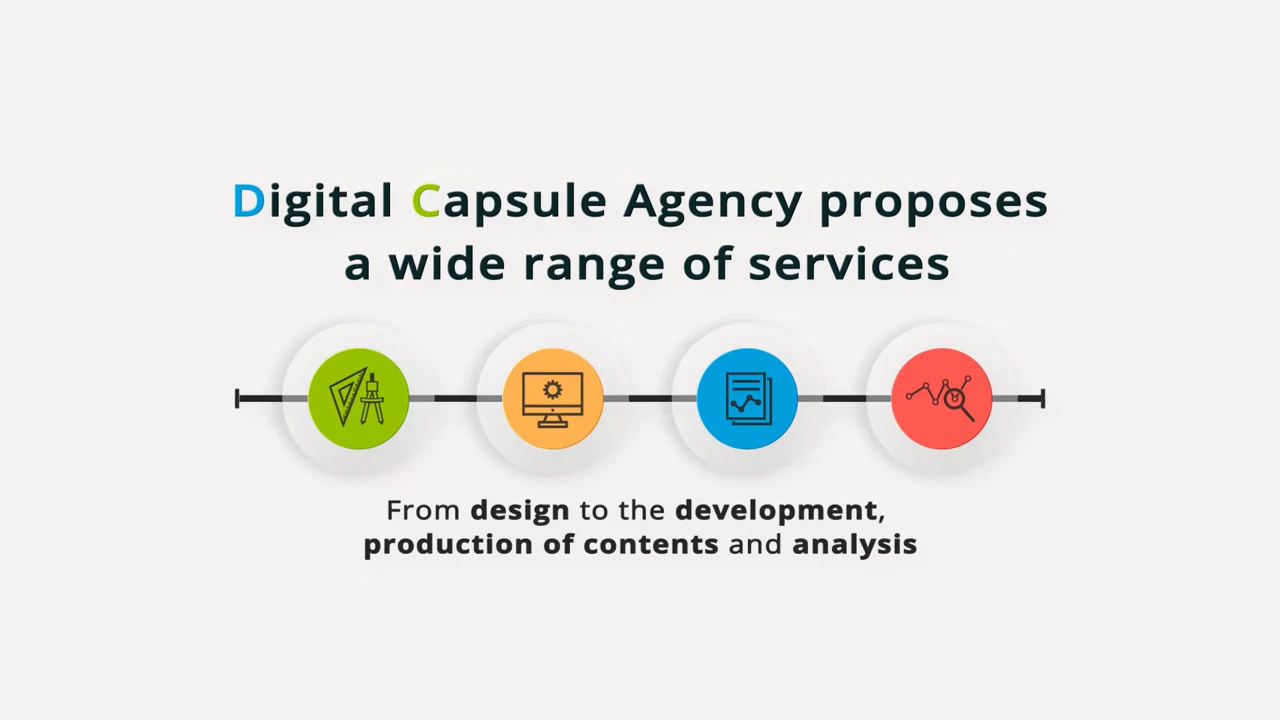 Digital Capsule Agency proposes
a wide range of services
From design to the development,
production of contents and analysis